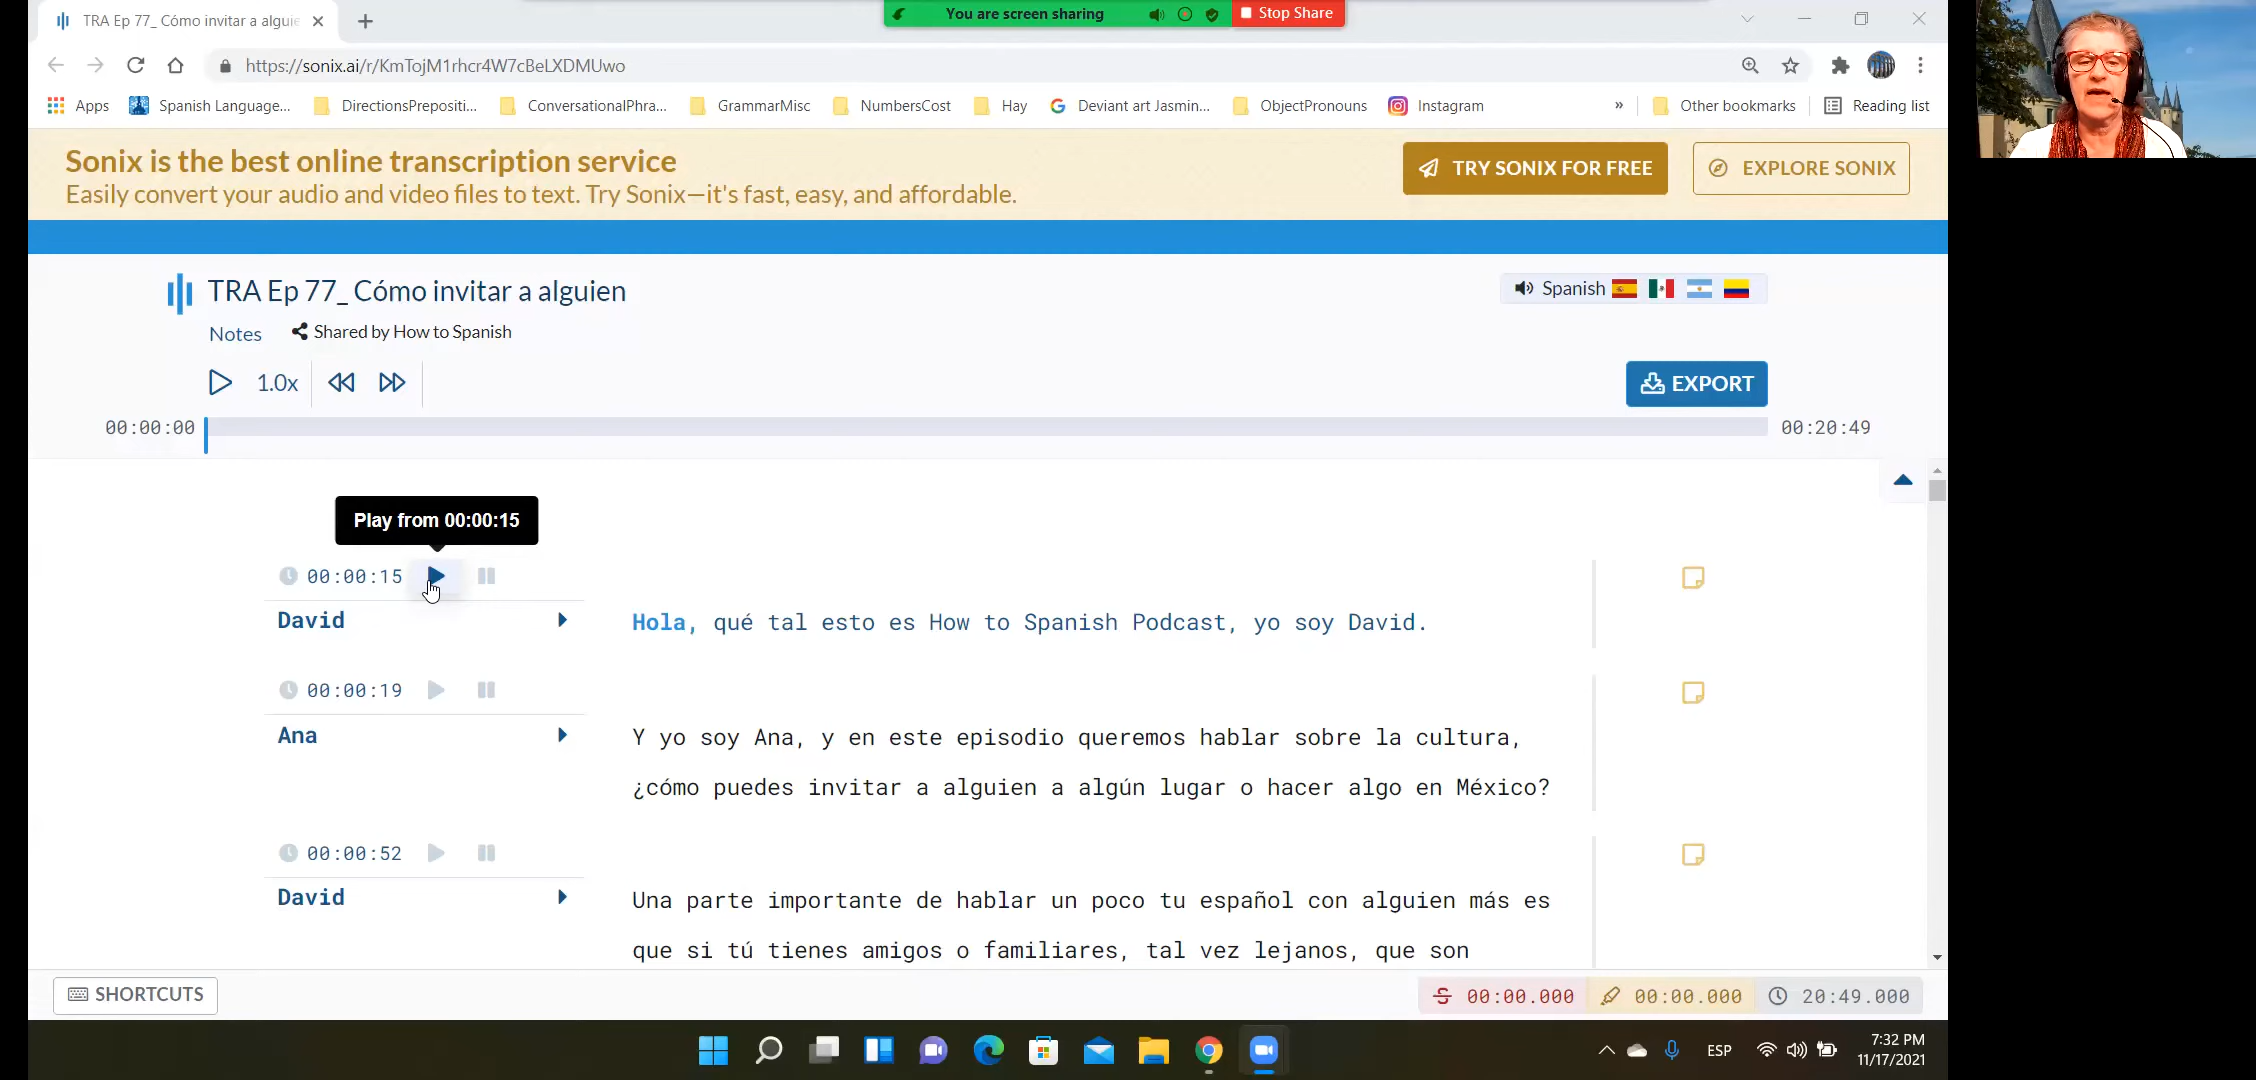 TRA Ep 77_ Cómo invitar a alguie
You are screen sharing
Stop Share
https://sonix.ai/r/KmTojM1rhcr4W7cBeLXDMUwo
Apps
Spanish Language...
DirectionsPrepositi...
ConversationalPhra...
GrammarMisc
NumbersCost
Hay
Deviant art Jasmin...
ObjectPronouns
Instagram
»
Other bookmarks
Reading list
Sonix is the best online transcription service
Easily convert your audio and video files to text. Try Sonix—it's fast, easy, and affordable.
TRY SONIX FOR FREE
EXPLORE SONIX
TRA Ep 77_ Cómo invitar a alguien
Spanish
Notes
Shared by How to Spanish
1.0x
EXPORT
00:00:00
00:20:49
Play from 00:00:15
00:00:15
David
Hola, qué tal esto es How to Spanish Podcast, yo soy David.
00:00:19
Ana
Y yo soy Ana, y en este episodio queremos hablar sobre la cultura,
¿cómo puedes invitar a alguien a algún lugar o hacer algo en México?
00:00:52
David
Una parte importante de hablar un poco tu español con alguien más es
que si tú tienes amigos o familiares, tal vez lejanos, que son
SHORTCUTS
00:00.000
00:00.000
20:49.000
ESP
7:32 PM
11/17/2021